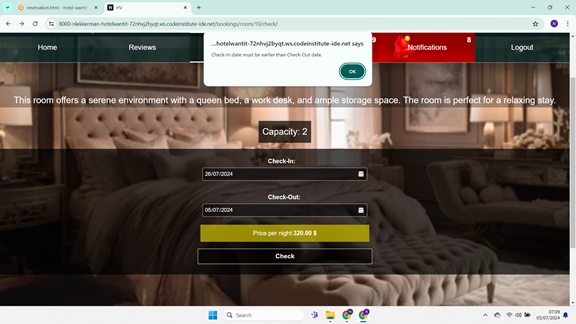 reservation.html - hotel-wanti
HV
8000-nikkikerman-hotelwantit-72nhvj2byqt.ws.codeinstitute-ide.net/bookings/room/10/check/
...hotelwantit-72nhvj2byqt.ws.codeinstitute-ide.net says
Check-in date must be earlier than Check-Out date.
OK
Home
Reviews
9
Notifications
8
Logout
This room offers a serene environment with a queen bed, a work desk, and ample storage space. The room is perfect for a relaxing stay.
Capacity: 2
Check-In:
26/07/2024
Check-Out:
05/07/2024
Price per night:320.00 $
Check
Search
07:09
05/07/2024